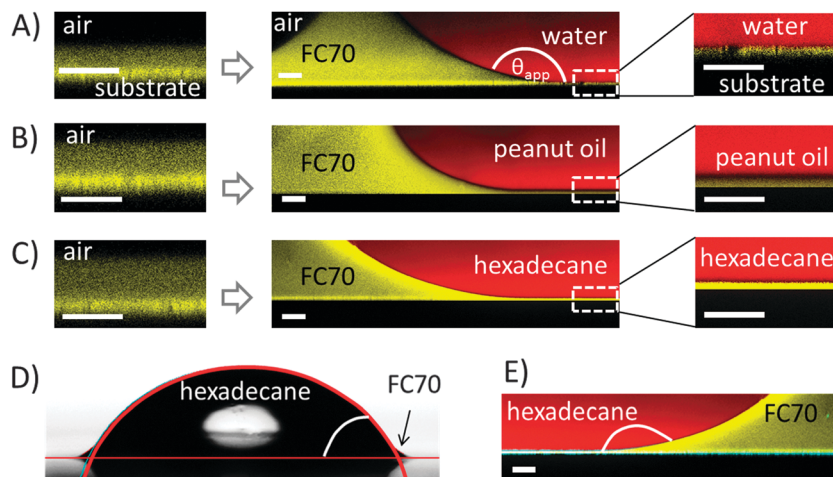 A)
air
substrate
air
FC70
water
θapp
water
substrate
B)
air
FC70
peanut oil
peanut oil
C)
air
FC70
hexadecane
hexadecane
D)
hexadecane
FC70
E)
hexadecane
FC70